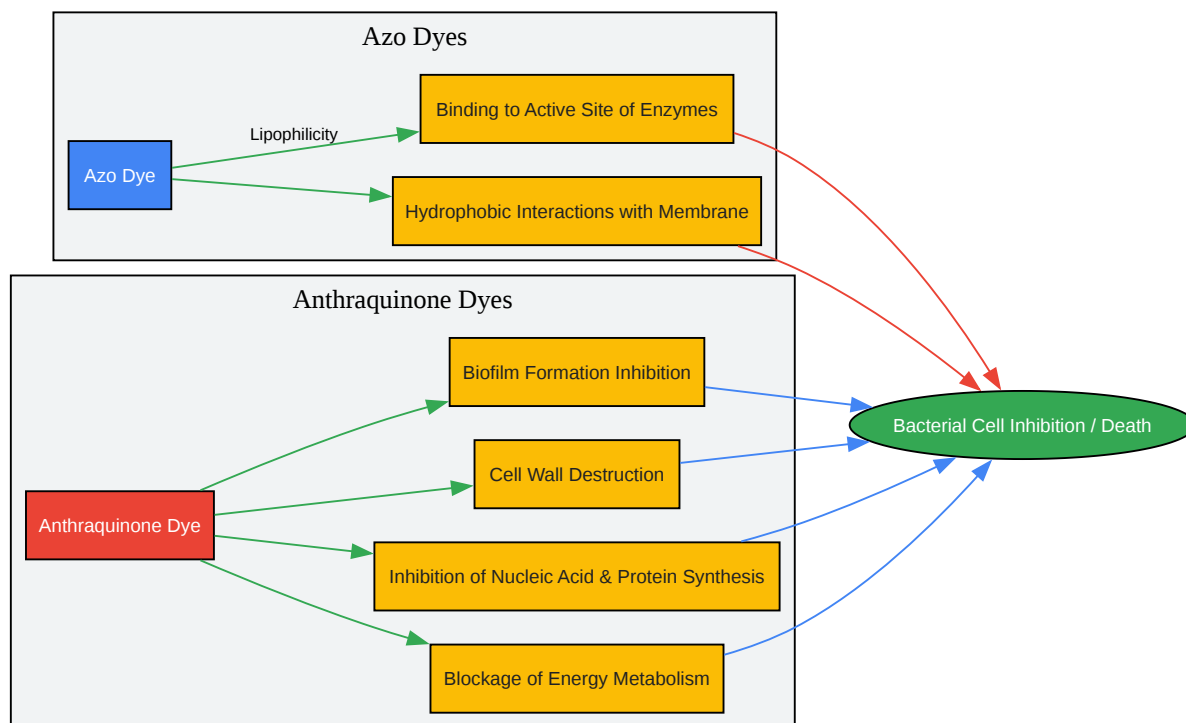 Azo Dyes
Azo Dye
Lipophilicity
Binding to Active Site of Enzymes
Hydrophobic Interactions with Membrane
Anthraquinone Dyes
Anthraquinone Dye
Biofilm Formation Inhibition
Cell Wall Destruction
Inhibition of Nucleic Acid & Protein Synthesis
Blockage of Energy Metabolism
Bacterial Cell Inhibition / Death